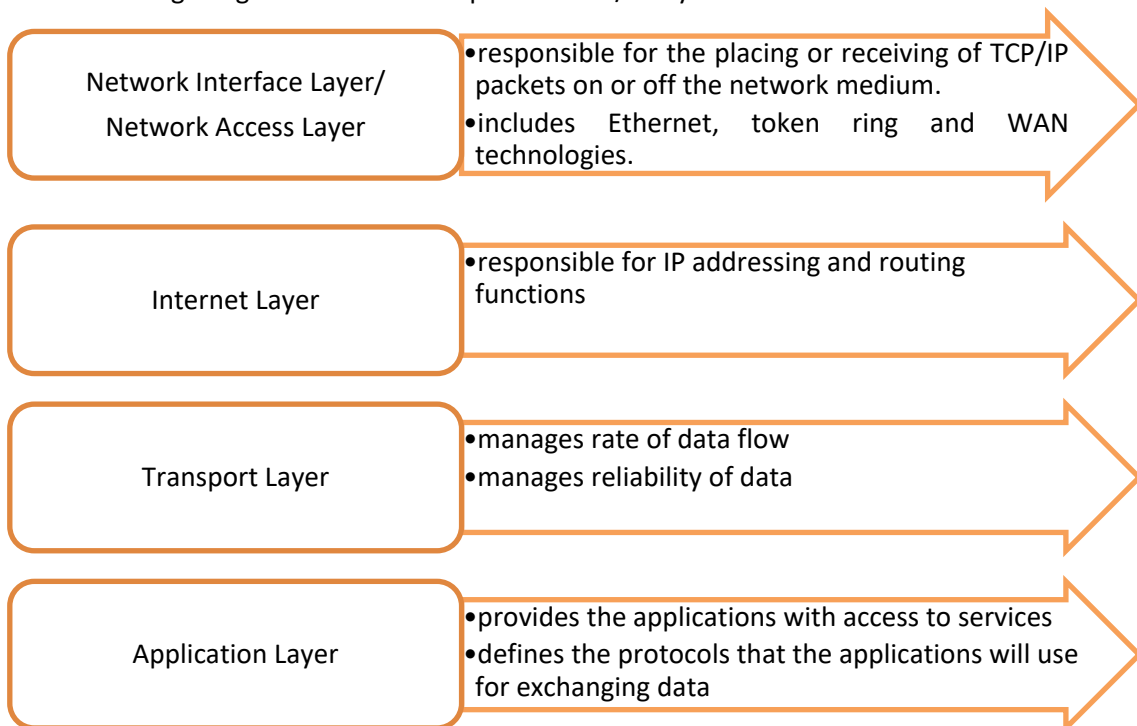 Network Interface Layer/
Network Access Layer
•responsible for the placing or receiving of TCP/IP
packets on or off the network medium.
•includes Ethernet, token ring and WAN
technologies.
Internet Layer
•responsible for IP addressing and routing
functions
Transport Layer
•manages rate of data flow
•manages reliability of data
Application Layer
•provides the applications with access to services
•defines the protocols that the applications will use
for exchanging data